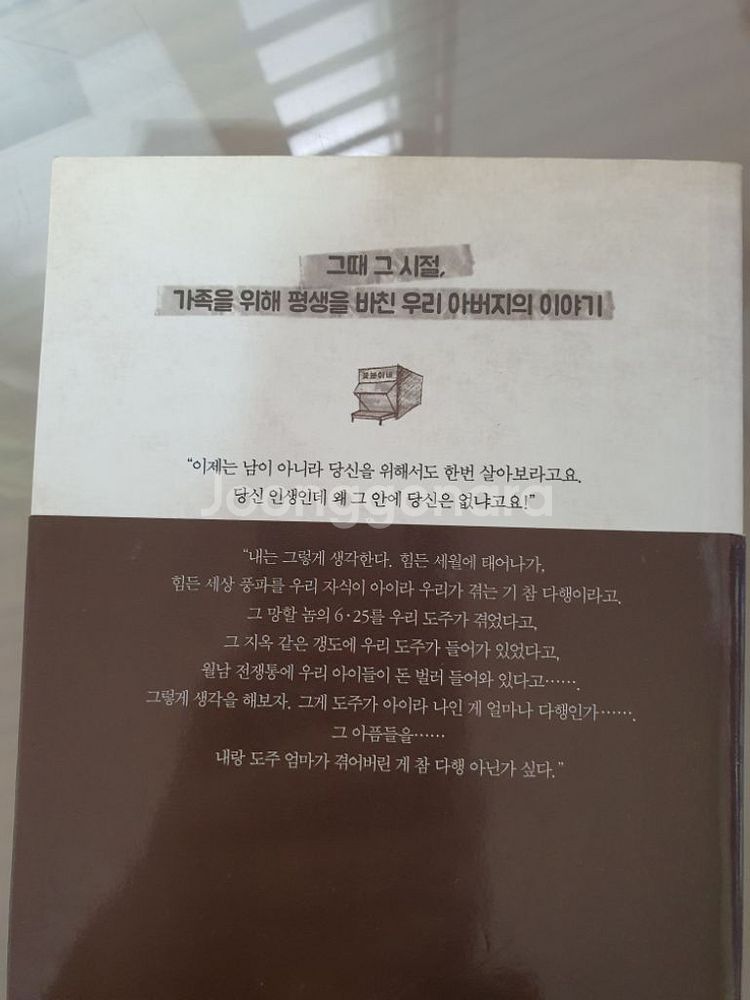 그때 그 시절,
가족을 위해 평생을 바친 우리 아버지의 이야기
꽃분이네
“이제는 남이 아니라 당신을 위해서도 한번 살아보라고요.
당신 인생인데 왜 그 안에 당신은 없냐고요!”
Joonggonara
“내는 그렇게 생각한다. 힘든 세월에 태어나가,
힘든 세상 풍파를 우리 자식이 아이라 우리가 겪는 기 참 다행이라고.
그 망할 놈의 6·25를 우리 도주가 겪었다고,
그 지옥 같은 갱도에 우리 도주가 들어가 있었다고,
월남 전쟁통에 우리 아이들이 돈 벌러 들어와 있다고…….
그렇게 생각을 해보자. 그게 도주가 아이라 나인 게 얼마나 다행인가…….
그 아픔들을……
내랑 도주 엄마가 겪어버린 게 참 다행 아닌가 싶다.”